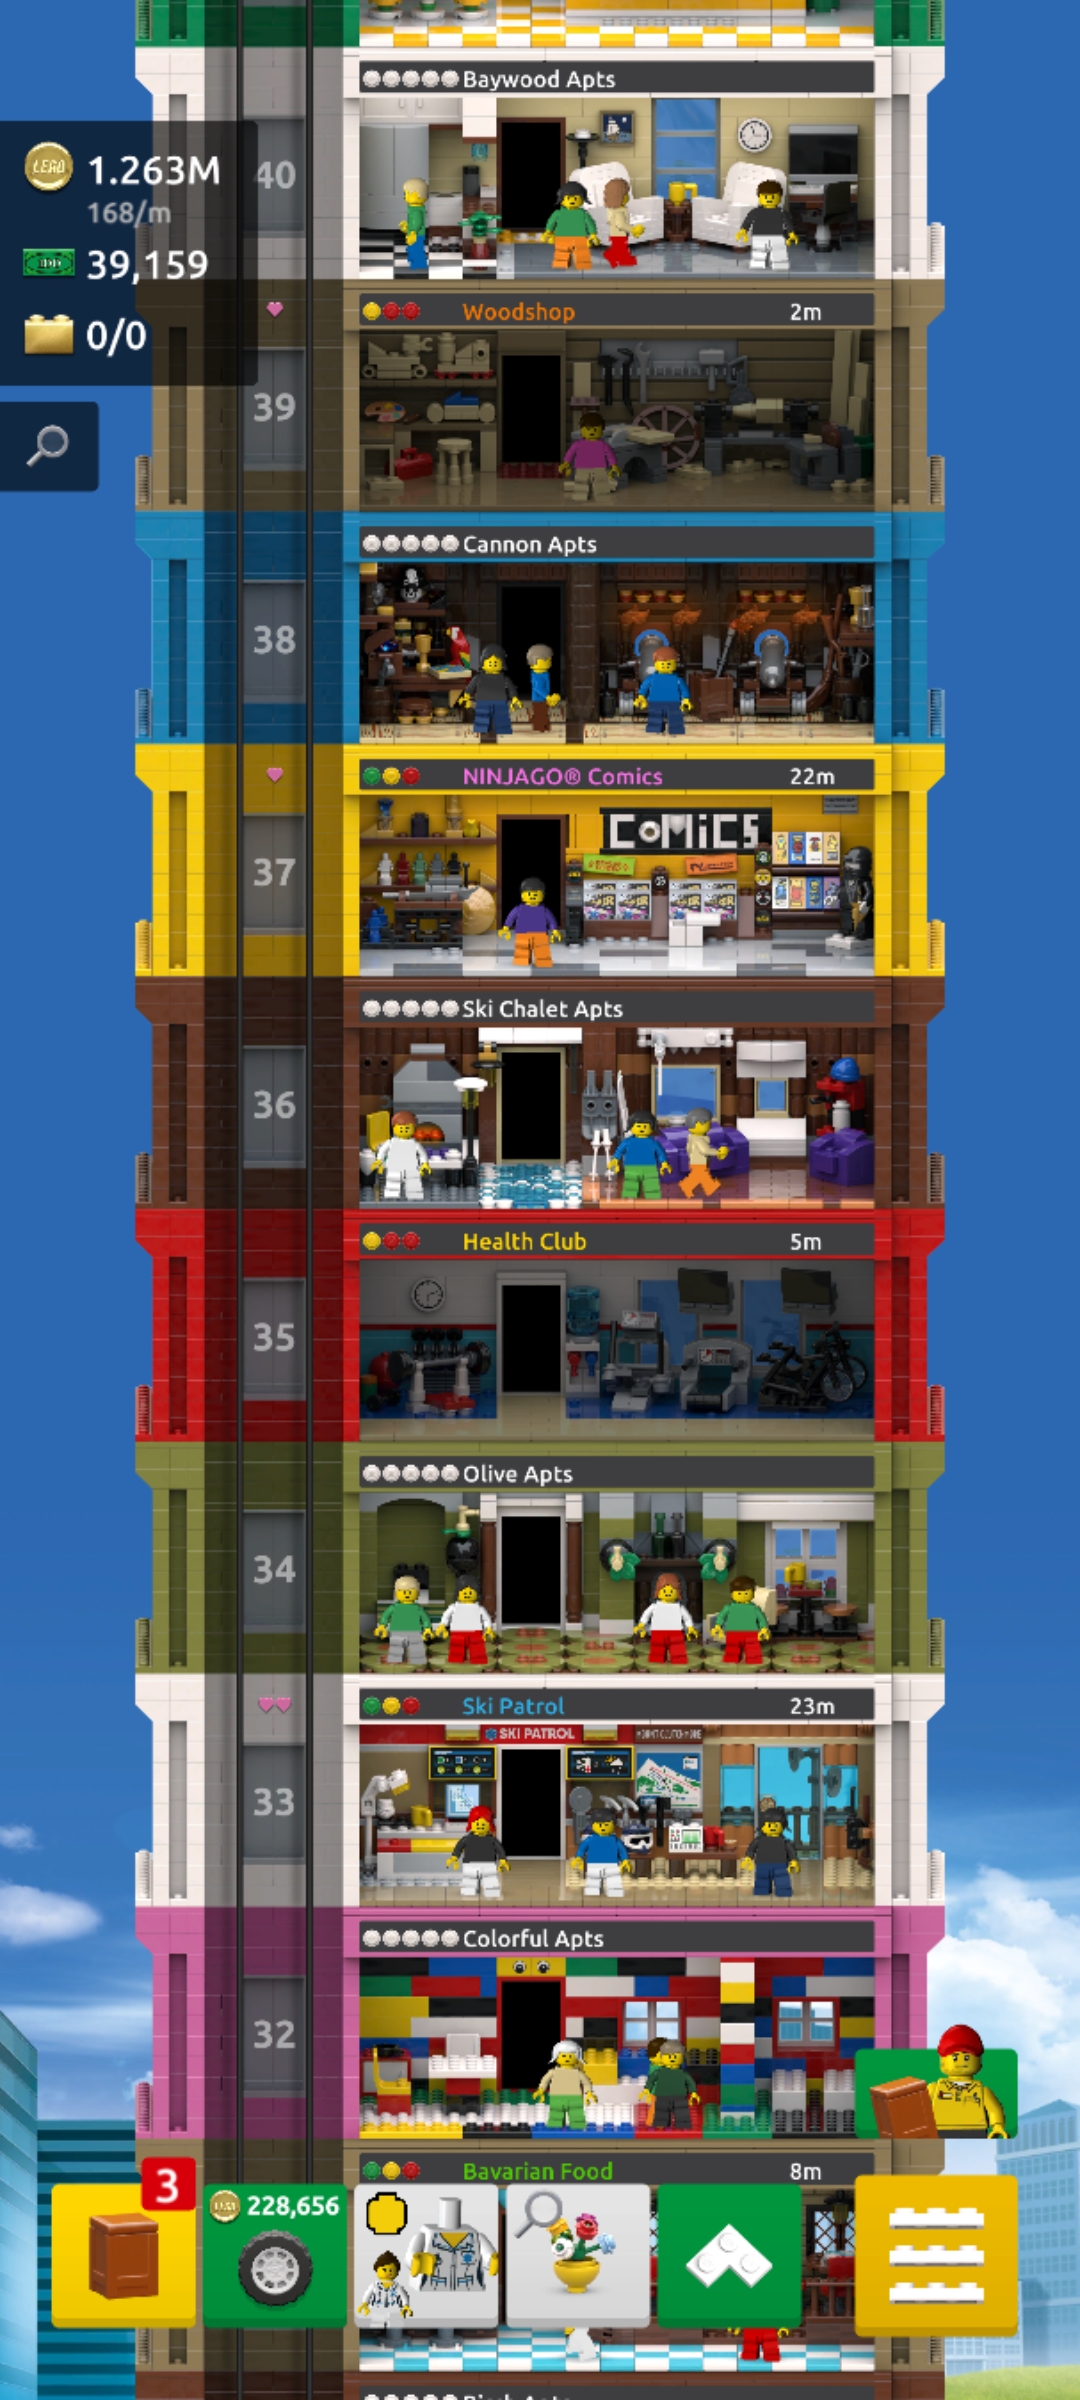 Baywood Apts
LEGO 1.263M
40
168/m
39,159
0/0
Woodshop 2m
39
Cannon Apts
38
NINJAGO® Comics 22m
COMICS
37
Ski Chalet Apts
36
Health Club 5m
35
Olive Apts
34
Ski Patrol 23m
SKI PATROL
33
Colorful Apts
32
Bavarian Food 8m
3
228,656